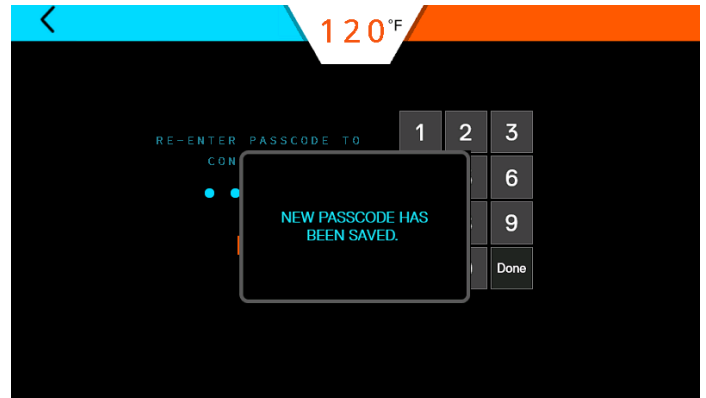 120°F
RE-ENTER PASSCODE TO
CON
NEW PASSCODE HAS
BEEN SAVED.
1 2 3
6
9
Done